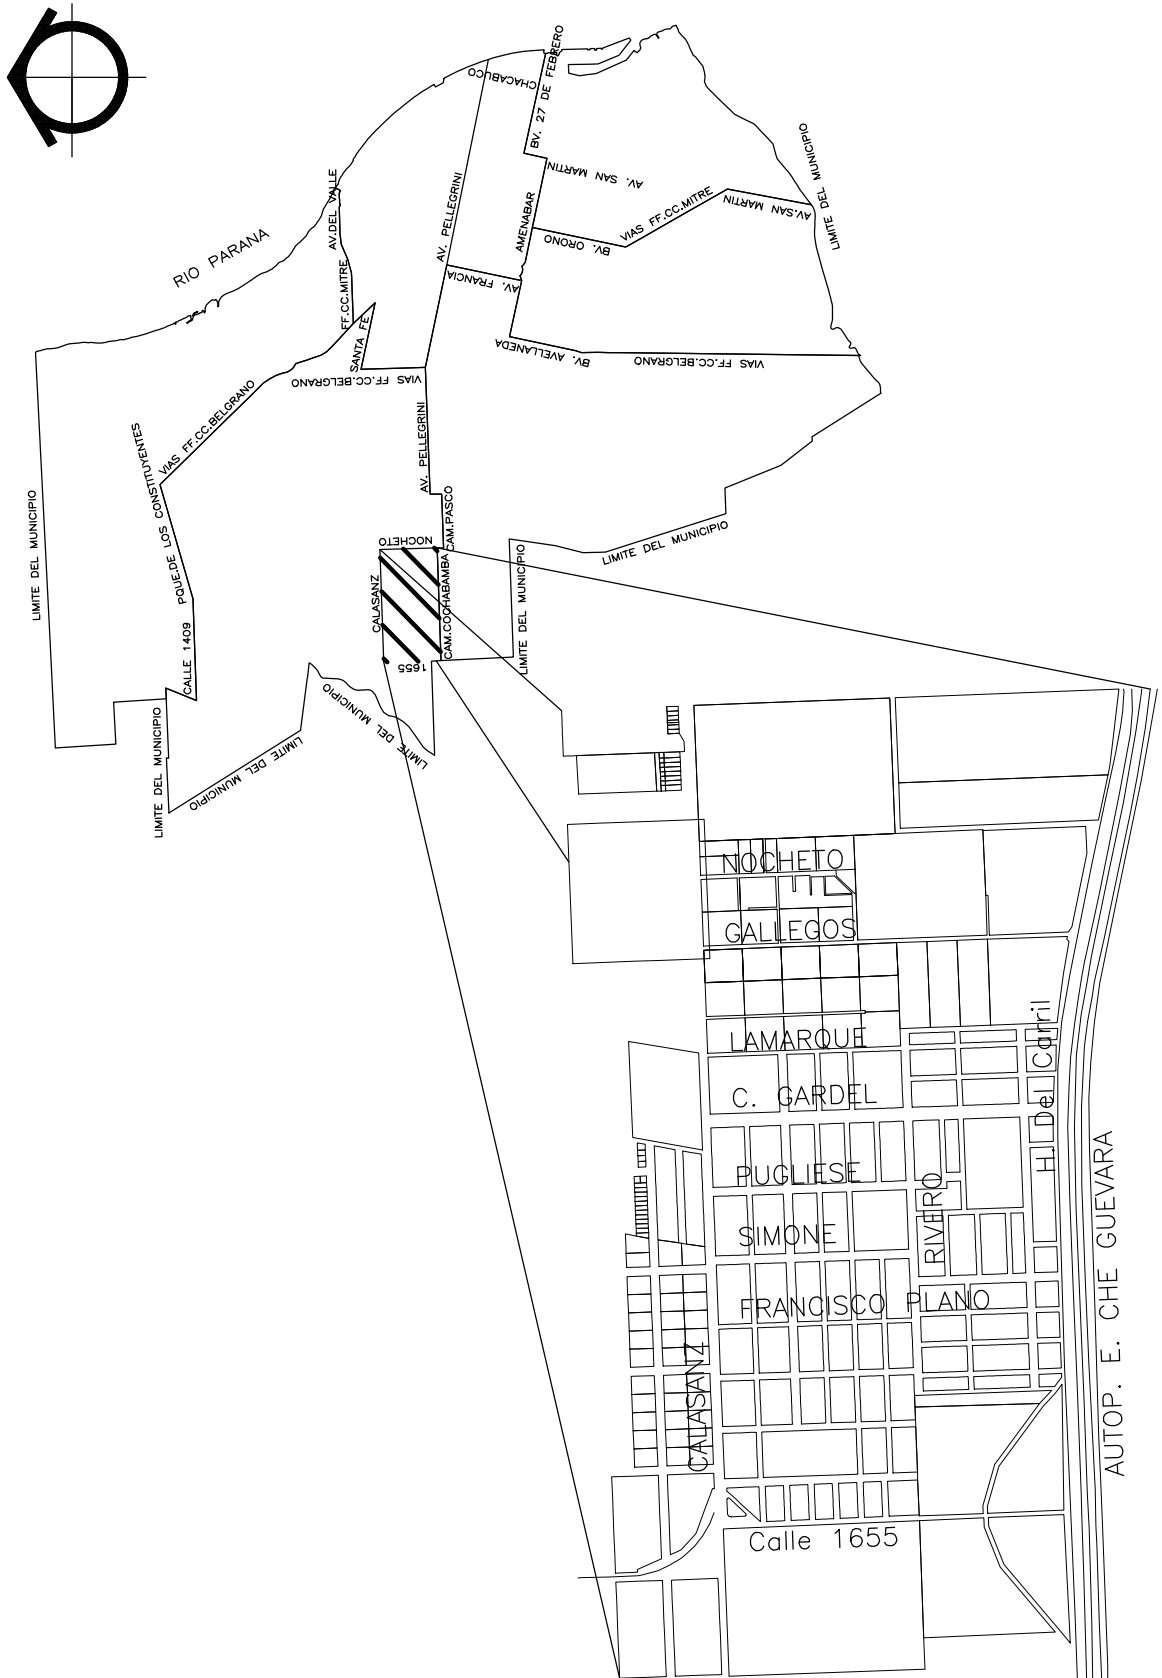 CHACABUCO
BV. 27 DE FEBRERO
AV. SAN MARTIN
LIMITE DEL MUNICIPIO
AV. PELLEGRINI
AV.DEL VALLE
AMENABAR
VIAS FF.CC.MITRE
AV.SAN MARTIN
BV. OROÑO
RIO PARANA
FF.CC.MITRE
AV. FRANCIA
SANTA FE
BV. AVELLANEDA
VIAS FF.CC.BELGRANO
VIAS FF.CC.BELGRANO
VIAS FF.CC.BELGRANO
PQUE.DE LOS CONSTITUYENTES
AV. PELLEGRINI
LIMITE DEL MUNICIPIO
CAM.PASCO
NOCHETO
LIMITE DEL MUNICIPIO
CALASANZ
CAM.COCHABAMBA
LIMITE DEL MUNICIPIO
1655
CALLE 1409
LIMITE DEL MUNICIPIO
LIMITE DEL MUNICIPIO
LIMITE DEL MUNICIPIO
NOCHETO
GALLEGOS
LAMARQUE
H. Del Carril
C. GARDEL
PUGLIESE
RIVERO
SIMONE
AUTOP. E. CHE GUEVARA
FRANCISCO PLANO
CALASANZ
Calle 1655